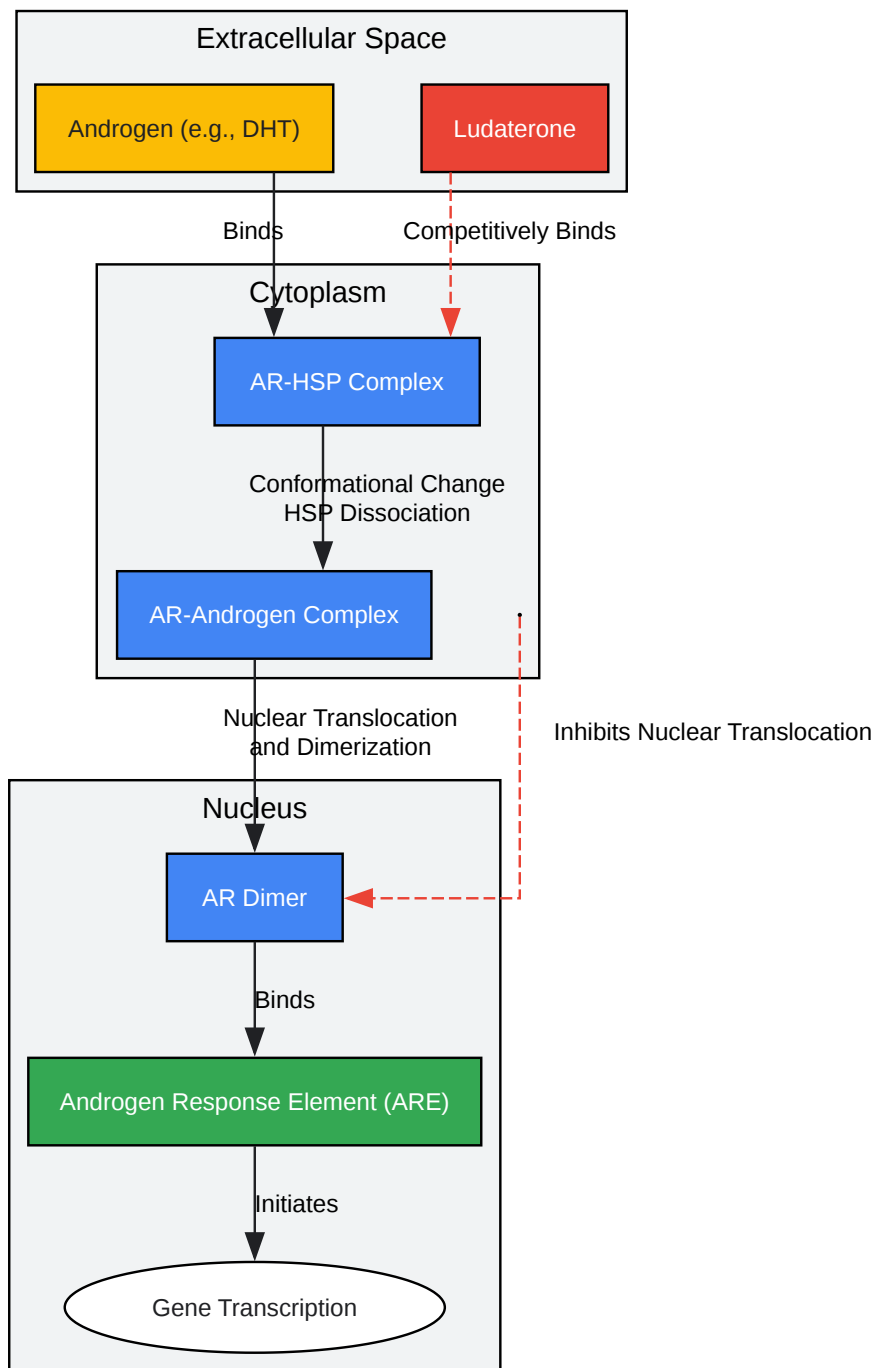 Extracellular Space
Androgen (e.g., DHT)
Ludaterone
Binds
Competitively Binds
Cytoplasm
AR-HSP Complex
Conformational Change
HSP Dissociation
AR-Androgen Complex
Nuclear Translocation
and Dimerization
Inhibits Nuclear Translocation
Nucleus
AR Dimer
Binds
Androgen Response Element (ARE)
Initiates
Gene Transcription